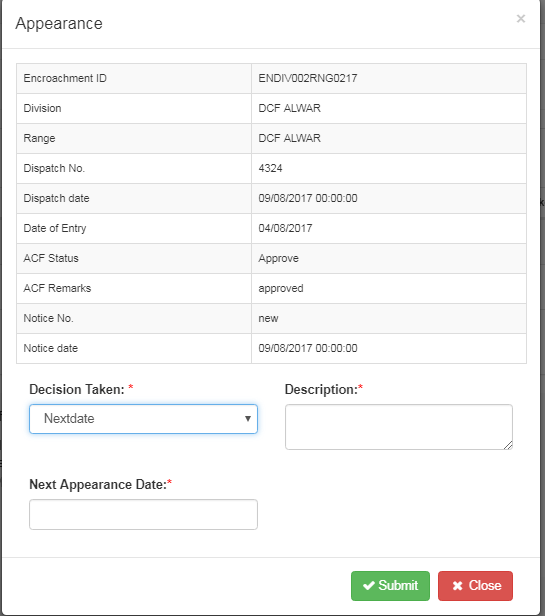 Appearance ×
Encroachment ID ENDIV002RNG0217
Division DCF ALWAR
Range DCF ALWAR
Dispatch No. 4324
Dispatch date 09/08/2017 00:00:00
Date of Entry 04/08/2017
ACF Status Approve
ACF Remarks approved
Notice No. new
Notice date 09/08/2017 00:00:00
Decision Taken: * Description:*
Nextdate
Next Appearance Date:*
Submit Close